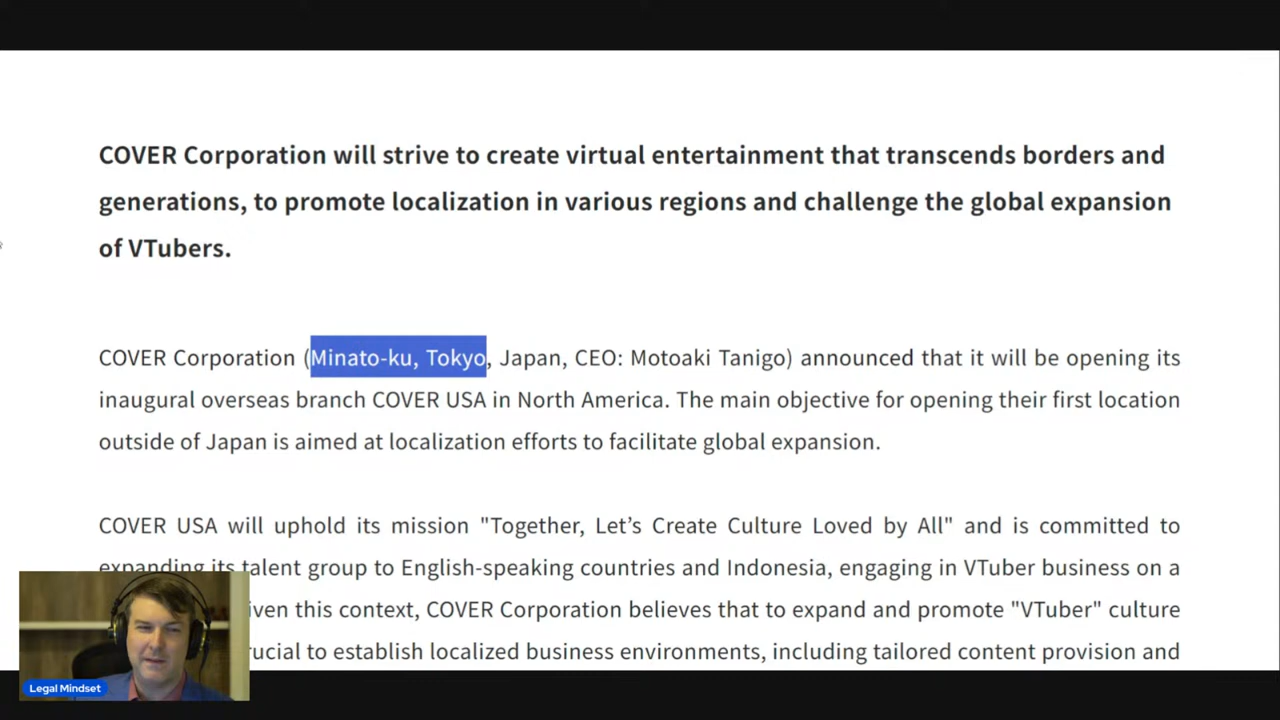 COVER Corporation will strive to create virtual entertainment that transcends borders and
generations, to promote localization in various regions and challenge the global expansion
of VTubers.
COVER Corporation (Minato-ku, Tokyo, Japan, CEO: Motoaki Tanigo) announced that it will be opening its
inaugural overseas branch COVER USA in North America. The main objective for opening their first location
outside of Japan is aimed at localization efforts to facilitate global expansion.
COVER USA will uphold its mission "Together, Let’s Create Culture Loved by All" and is committed to
expanding its talent group to English-speaking countries and Indonesia, engaging in VTuber business on a
this context, COVER Corporation believes that to expand and promote "VTuber" culture
to establish localized business environments, including tailored content provision and
Legal Mindset